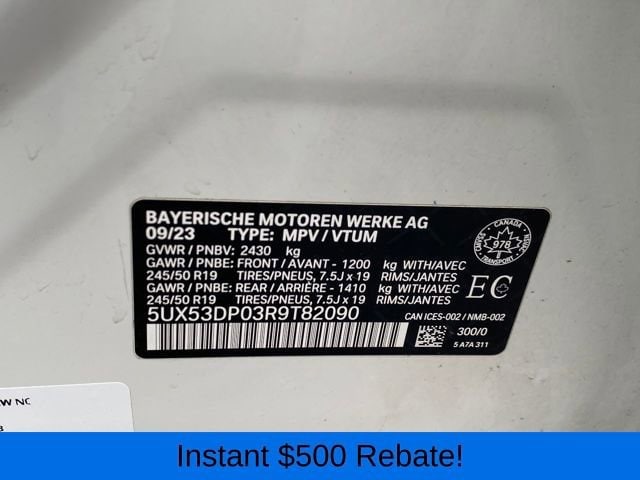 BAYERISCHE MOTOREN WERKE AG
09/23 TYPE: MPV / VTUM
GVWR / PNBV: 2430 kg
GAWR / PNBE: FRONT / AVANT - 1200 kg WITH/AVEC
245/50 R19 TIRES/PNEUS, 7.5J x 19 RIMS/JANTES
GAWR / PNBE: REAR / ARRIÈRE - 1410 kg WITH/AVEC
245/50 R19 TIRES/PNEUS, 7.5J x 19 RIMS/JANTES
5UX53DP03R9T82090
CANADA
978
TRANSPORT
EC
CAN ICES-002 / NMB-002
300/0
5 A7A 311
W NC
Instant $500 Rebate!